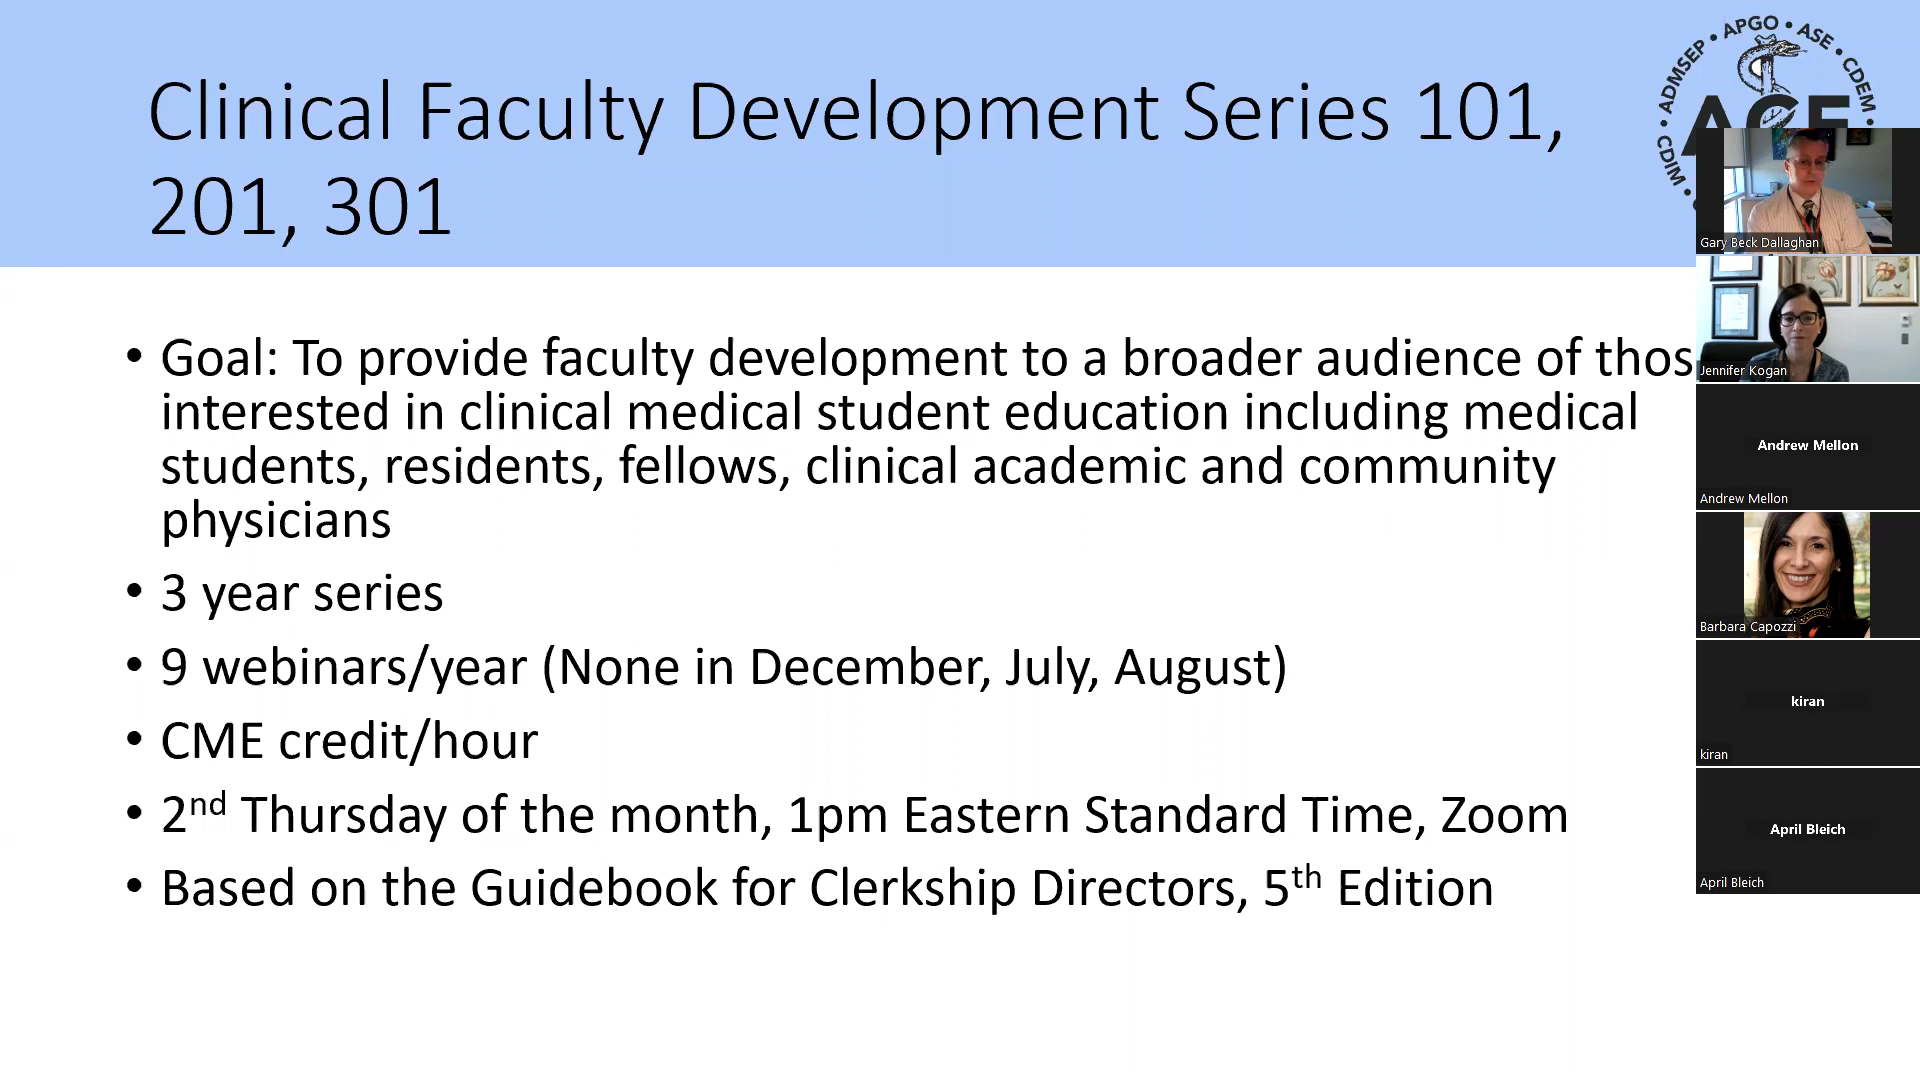 Clinical Faculty Development Series 101,
201, 301
CDIM • ADMSEP • APGO • ASE • CDEM •
ACE
• Goal: To provide faculty development to a broader audience of thos
interested in clinical medical student education including medical
students, residents, fellows, clinical academic and community
physicians
• 3 year series
• 9 webinars/year (None in December, July, August)
• CME credit/hour
• 2nd Thursday of the month, 1pm Eastern Standard Time, Zoom
• Based on the Guidebook for Clerkship Directors, 5th Edition
Gary Beck Dallaghan
Jennifer Kogan
Andrew Mellon
Andrew Mellon
Barbara Capozzi
kiran
kiran
April Bleich
April Bleich